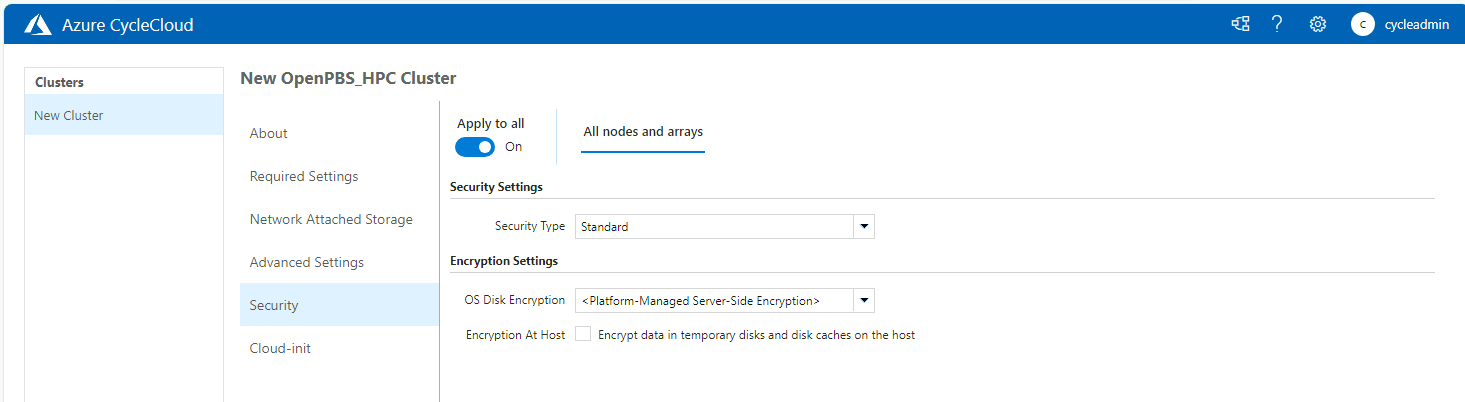 Azure CycleCloud
?
C
cycleadmin
Clusters
New Cluster
New OpenPBS_HPC Cluster
About
Required Settings
Network Attached Storage
Advanced Settings
Security
Cloud-init
Apply to all
On
All nodes and arrays
Security Settings
Security Type
Standard
Encryption Settings
OS Disk Encryption
<Platform-Managed Server-Side Encryption>
Encryption At Host
Encrypt data in temporary disks and disk caches on the host